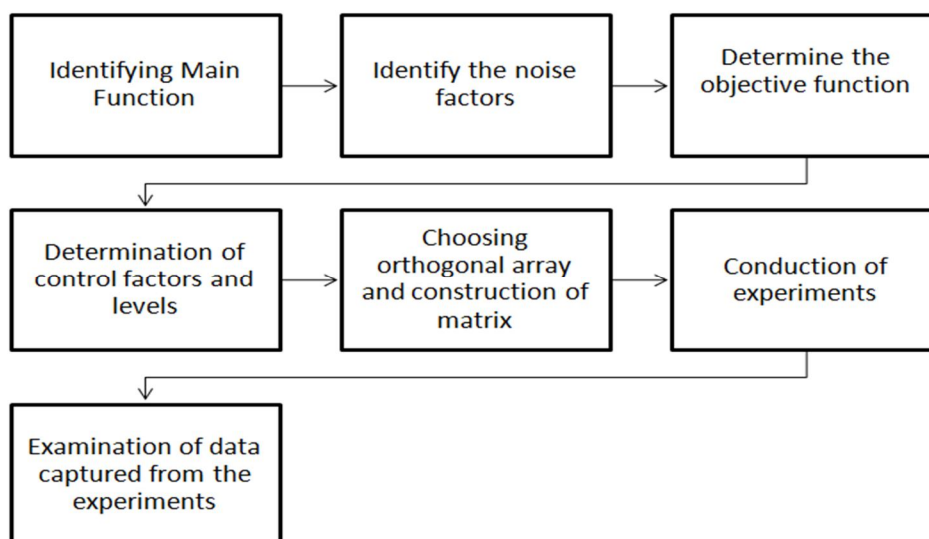 Identifying Main
Function
Identify the noise
factors
Determine the
objective function
Determination of
control factors and
levels
Choosing
orthogonal array
and construction of
matrix
Conduction of
experiments
Examination of data
captured from the
experiments